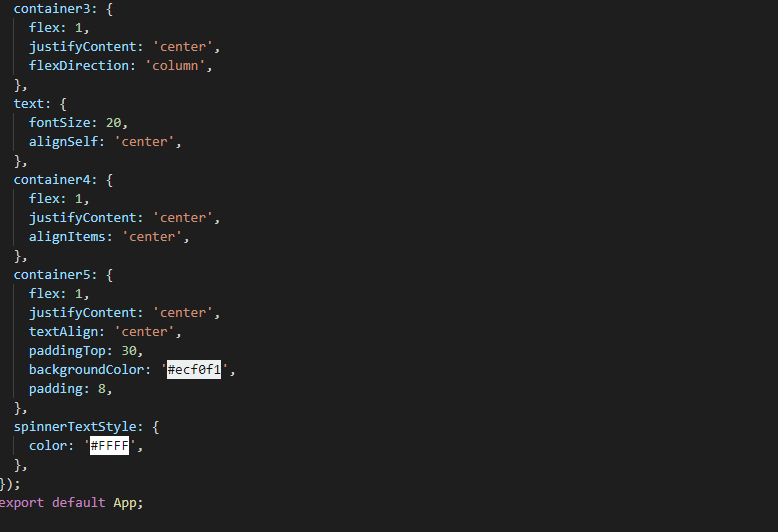 container3: {
flex: 1,
justifyContent: 'center',
flexDirection: 'column',
},
text: {
fontSize: 20,
alignSelf: 'center',
},
container4: {
flex: 1,
justifyContent: 'center',
alignItems: 'center',
},
container5: {
flex: 1,
justifyContent: 'center',
textAlign: 'center',
paddingTop: 30,
backgroundColor: '#ecf0f1',
padding: 8,
},
spinnerTextStyle: {
color: '#FFFF',
},
});
export default App;